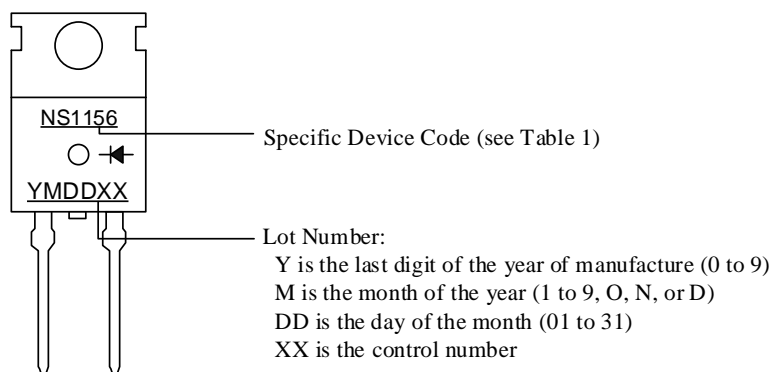 NS1156
Specific Device Code (see Table 1)
YMDDXX
Lot Number:
Y is the last digit of the year of manufacture (0 to 9)
M is the month of the year (1 to 9, O, N, or D)
DD is the day of the month (01 to 31)
XX is the control number